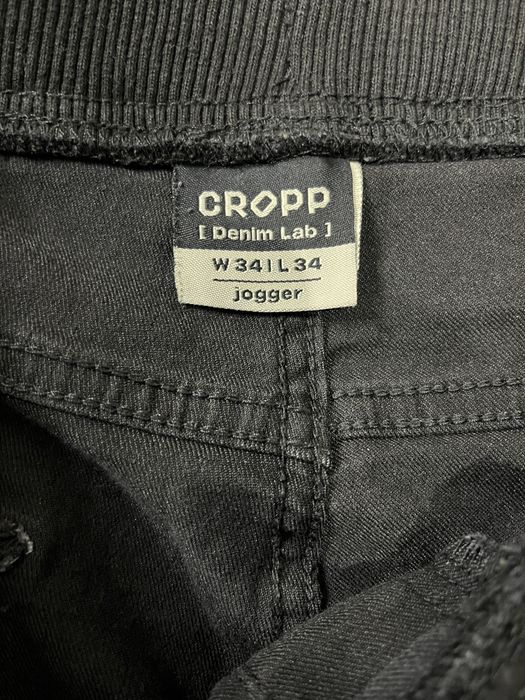 CROPP
[ Denim Lab ]
W 34 | L 34
jogger